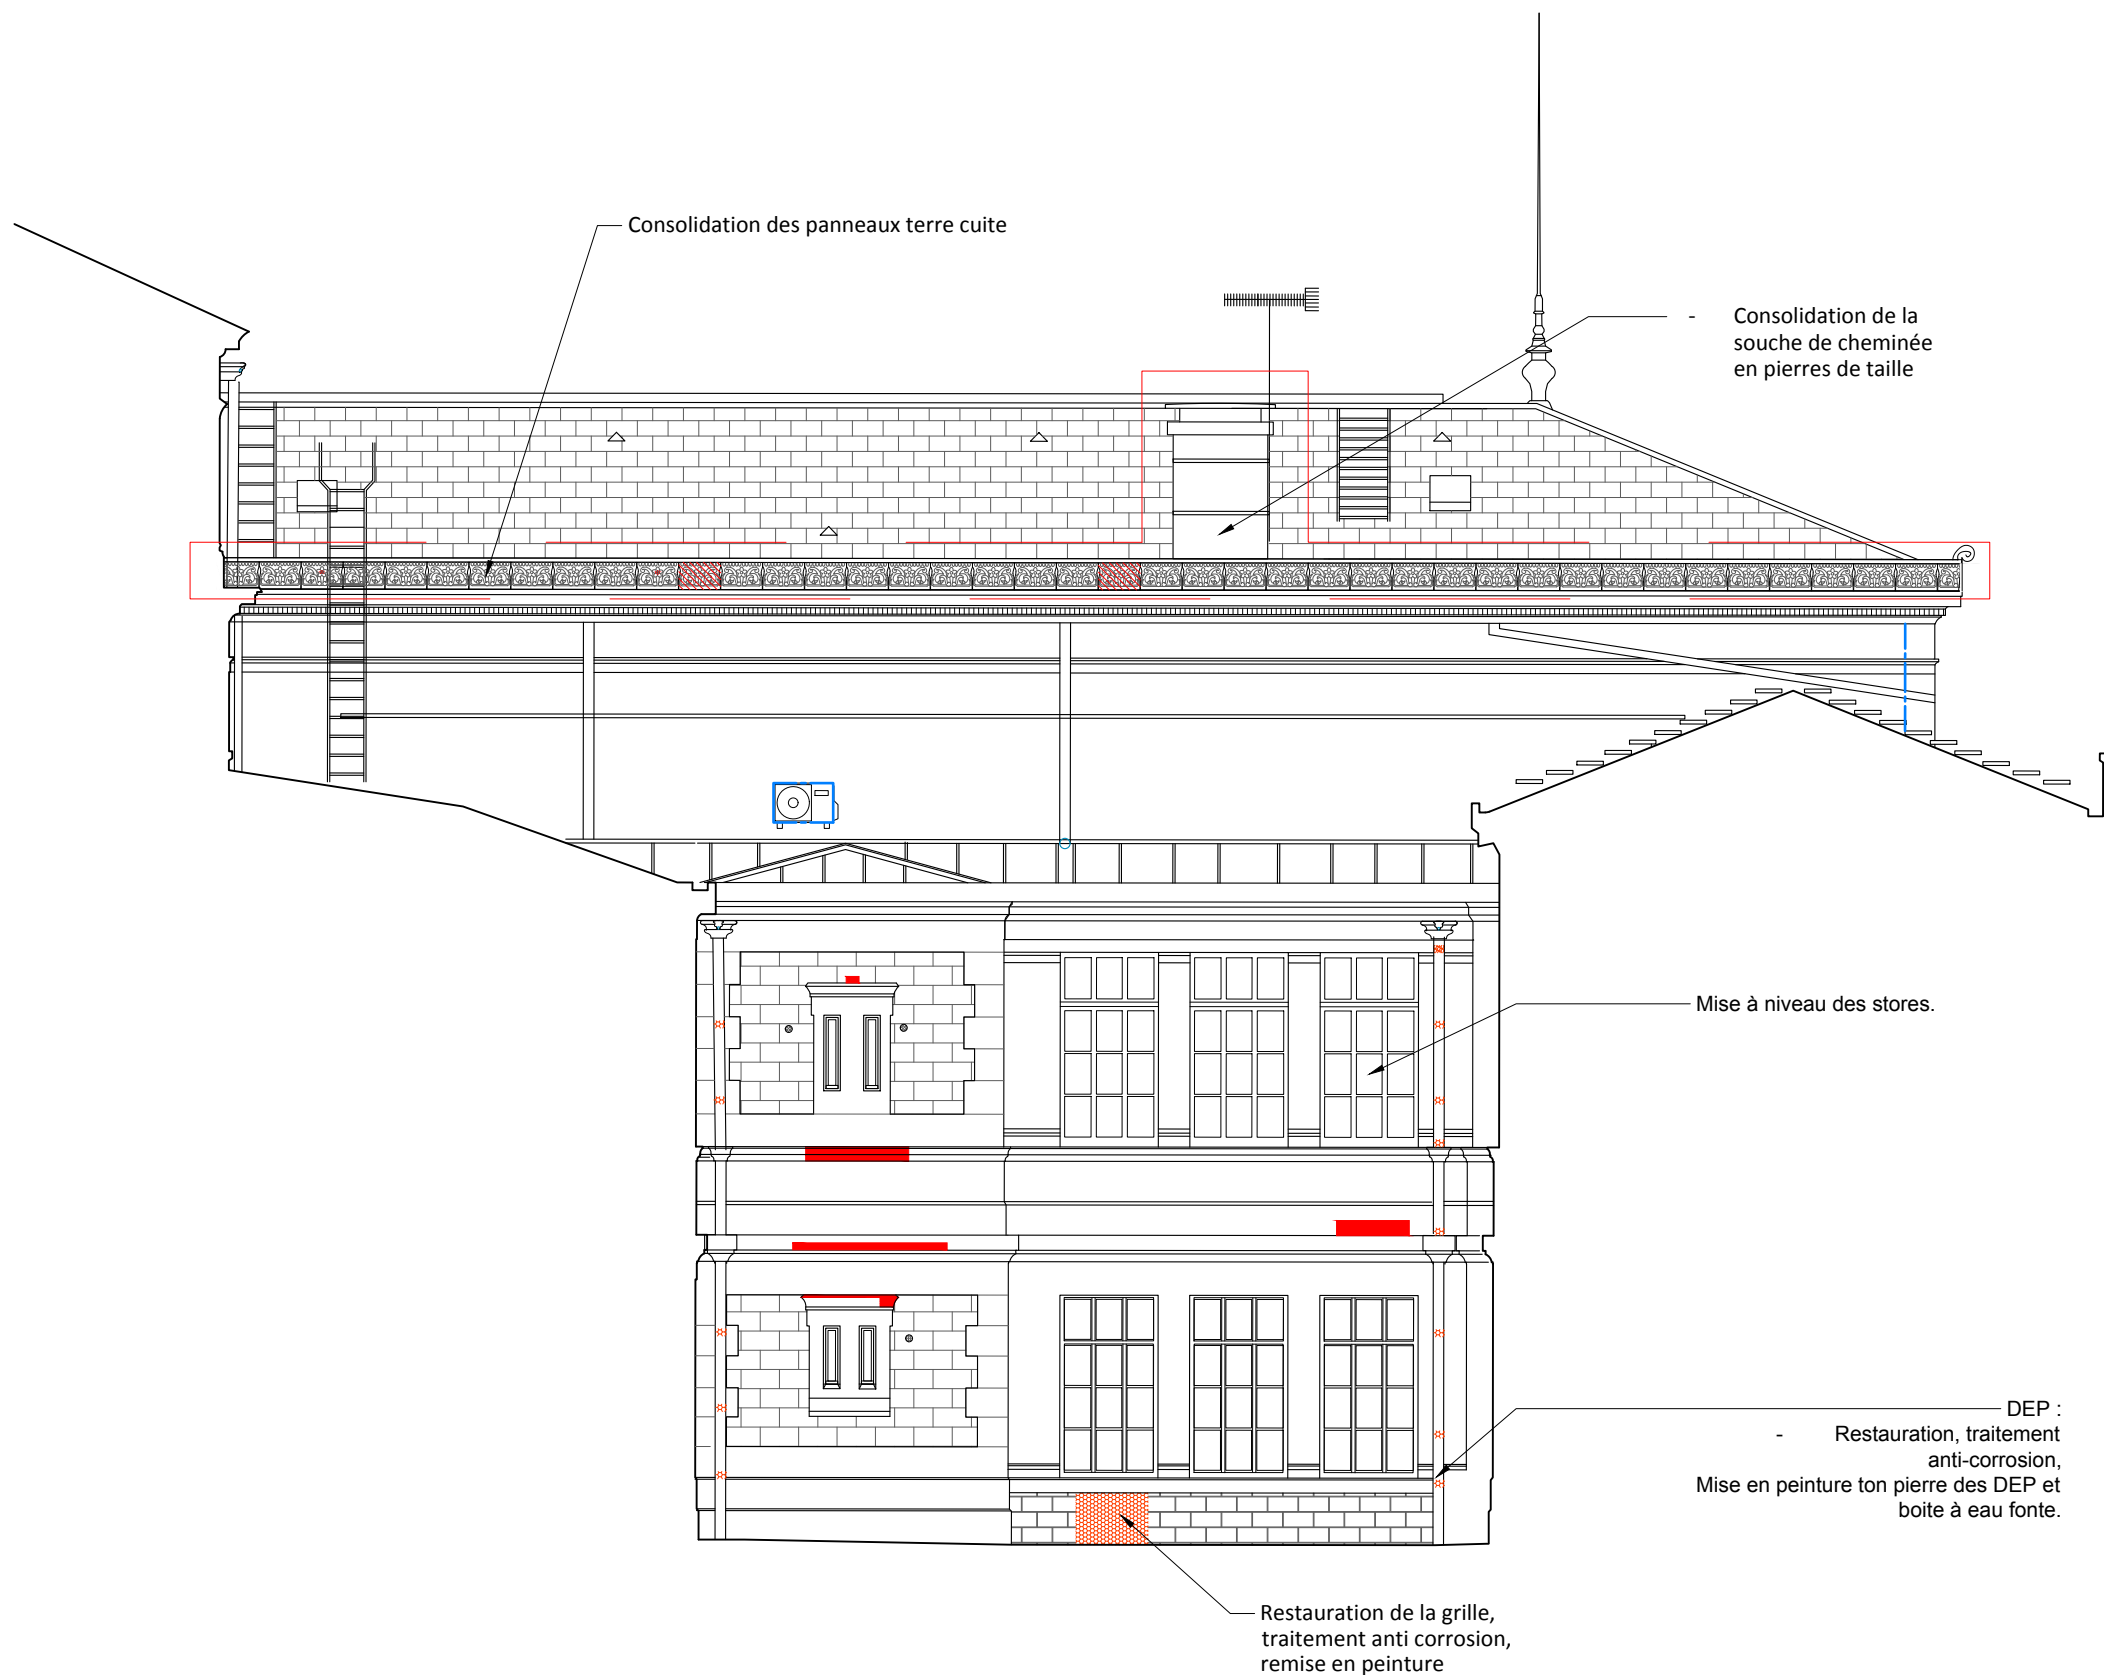 Consolidation des panneaux terre cuite
- Consolidation de la
souche de cheminée
en pierres de taille
Mise à niveau des stores.
DEP :
- Restauration, traitement
anti-corrosion,
Mise en peinture ton pierre des DEP et
boite à eau fonte.
Restauration de la grille,
traitement anti corrosion,
remise en peinture